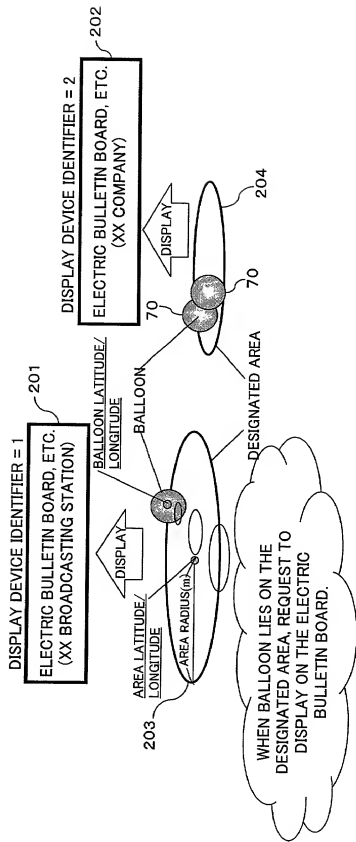 DISPLAY DEVICE IDENTIFIER = 1
201
ELECTRIC BULLETIN BOARD, ETC.
(XX BROADCASTING STATION)
DISPLAY
BALLOON LATITUDE/
LONGITUDE
AREA LATITUDE/
LONGITUDE
AREA RADIUS(m)
203
BALLOON
DESIGNATED AREA
DISPLAY DEVICE IDENTIFIER = 2
202
ELECTRIC BULLETIN BOARD, ETC.
(XX COMPANY)
DISPLAY
70
70
204
WHEN BALLOON LIES ON THE
DESIGNATED AREA, REQUEST TO
DISPLAY ON THE ELECTRIC
BULLETIN BOARD.